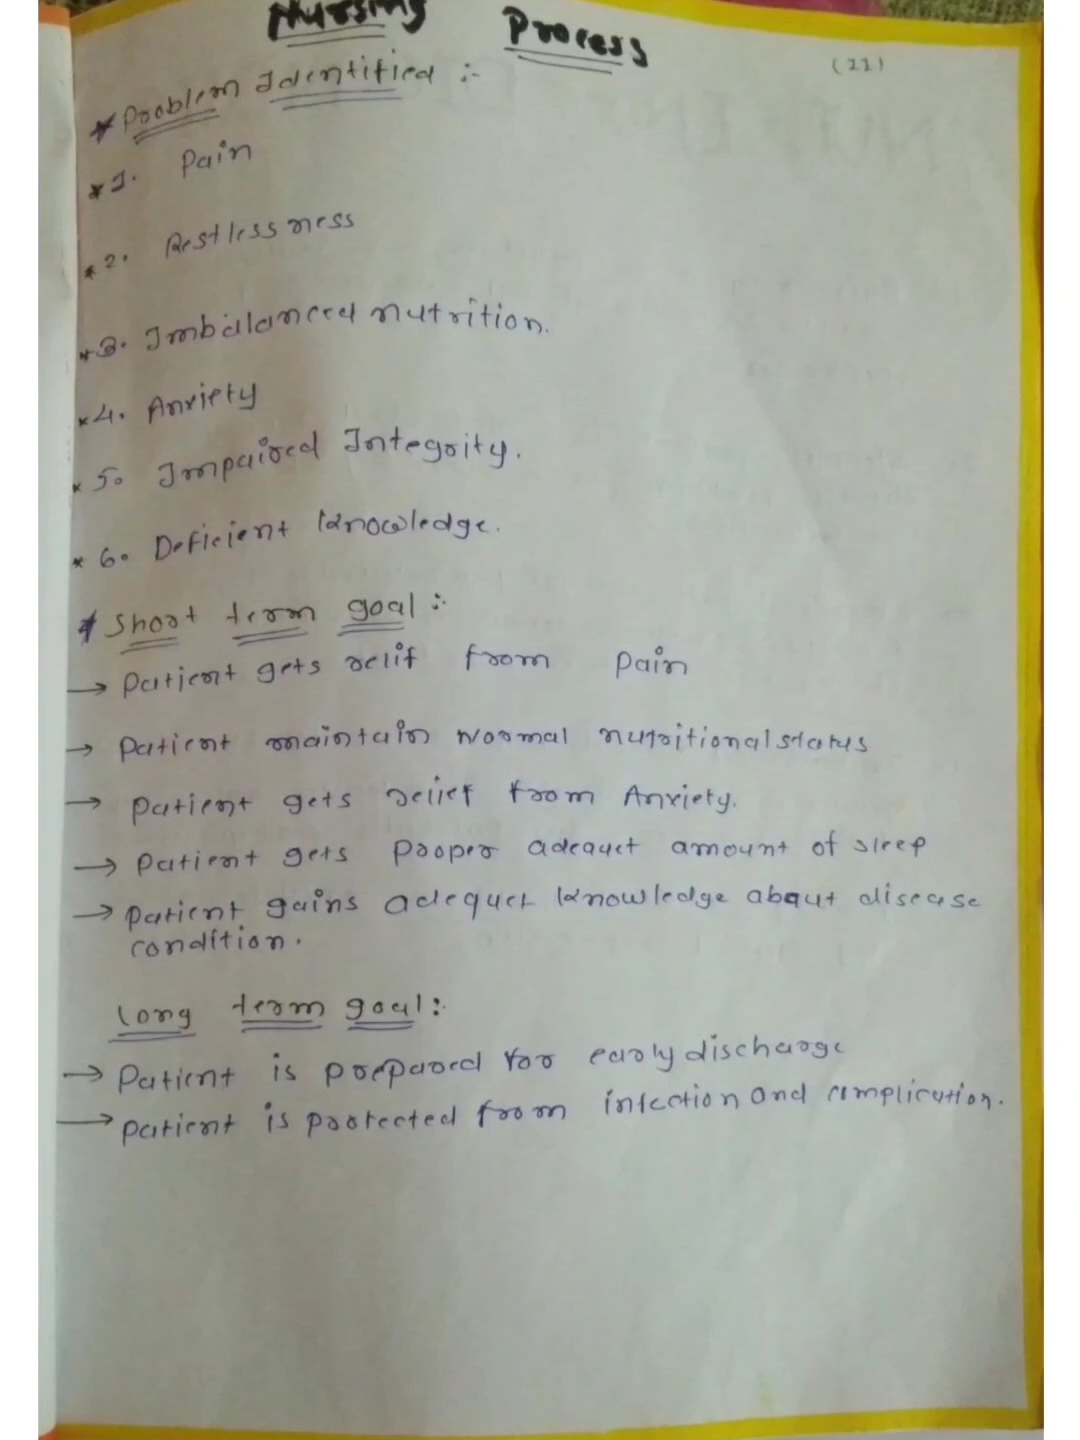 Nursing Process
(11)
* Problem Identified :-
* 1. Pain
* 2. Restlessness
* 3. Imbalanced nutrition.
* 4. Anxiety
* 5. Impaired Integrity.
* 6. Deficient knowledge.
* Short term goal :-
→ Patient gets relif from pain
→ Patient maintain normal nutritional status
→ Patient gets relief from Anxiety.
→ Patient gets proper adequet amount of sleep
→ Patient gains adequet knowledge about disease
condition.
Long term goal :-
→ Patient is prepared for early discharge
→ Patient is protected from infection and complication.